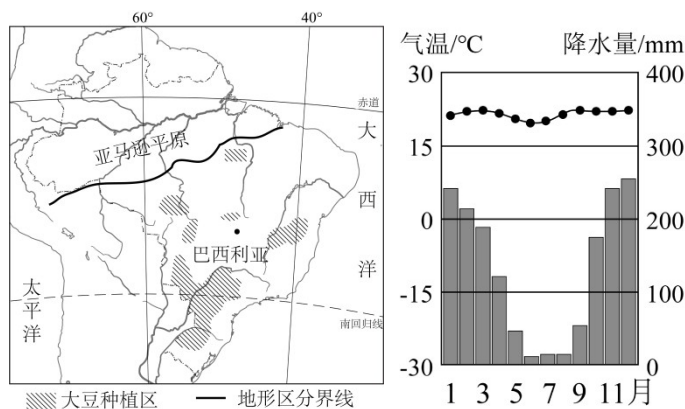 60°
40°
赤道
大西洋
亚马逊平原
巴西利亚
太平洋
南回归线
大豆种植区
地形区分界线
气温/°C
降水量/mm
30
15
0
-15
-30
400
300
200
100
0
1 3 5 7 9 11月